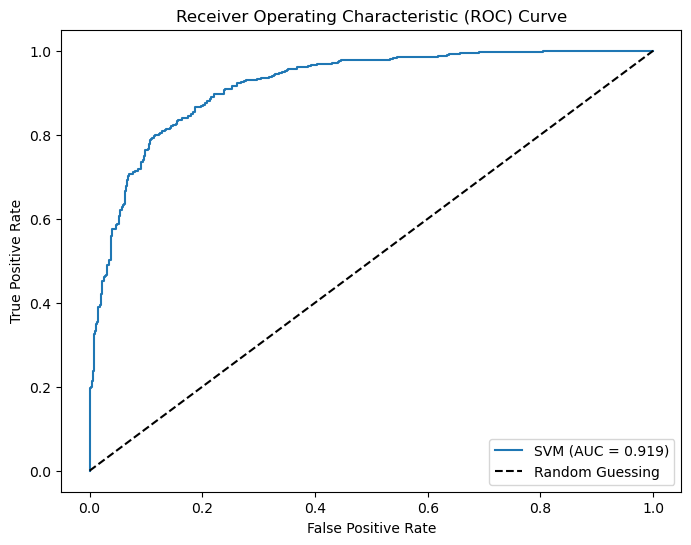 Receiver Operating Characteristic (ROC) Curve
1.0
0.8
0.6
0.4
0.2
0.0
True Positive Rate
SVM (AUC = 0.919)
Random Guessing
0.0 0.2 0.4 0.6 0.8 1.0
False Positive Rate